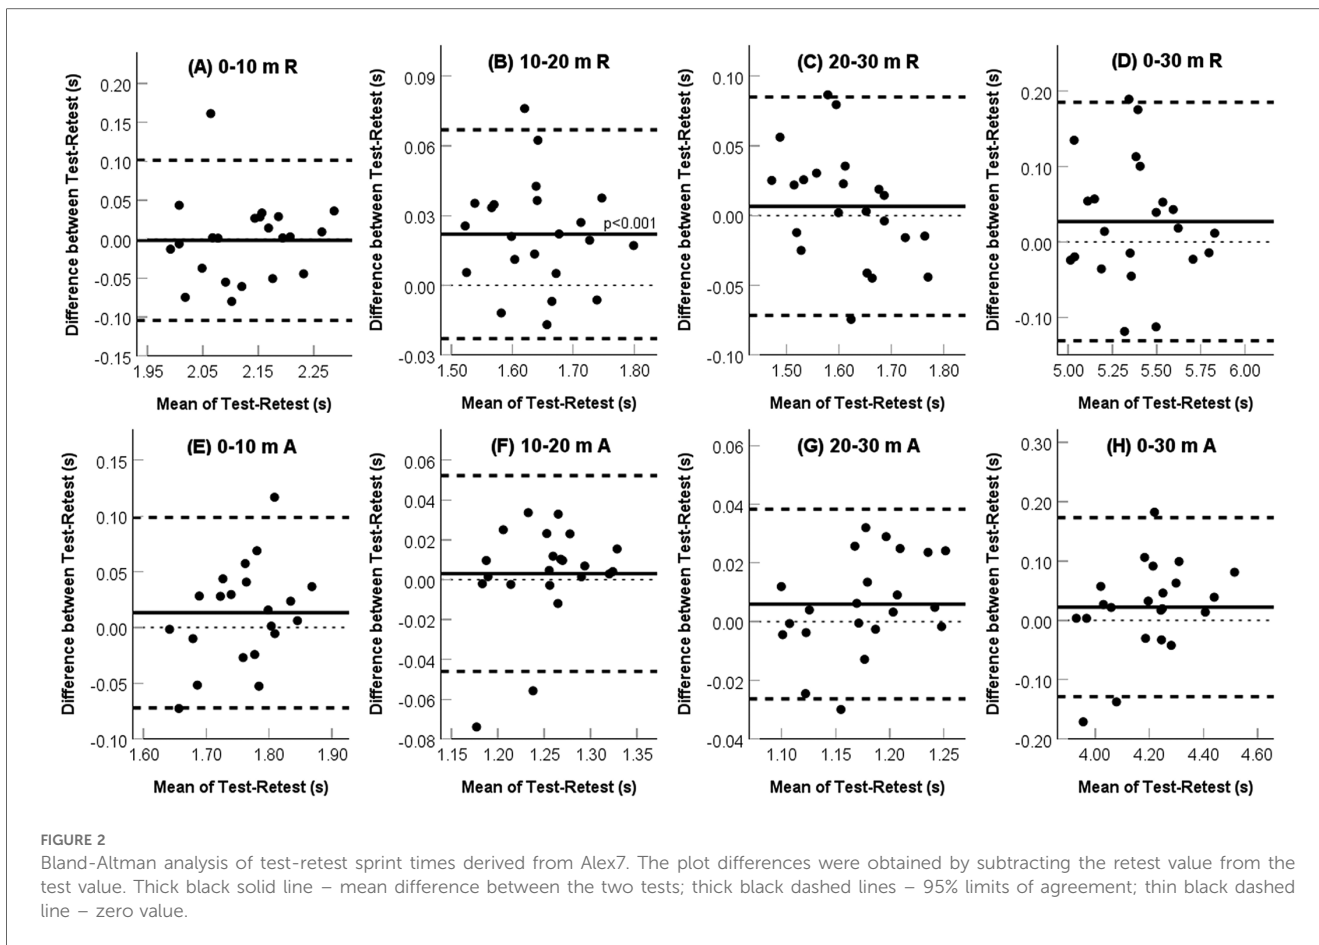 (A) 0-10 m R
Difference between Test-Retest (s)
0.20
0.15
0.10
0.05
0.00
-0.05
-0.10
-0.15
1.95 2.05 2.15 2.25
Mean of Test-Retest (s)
(B) 10-20 m R
Difference between Test-Retest (s)
0.09
0.06
0.03
0.00
-0.03
p<0.001
1.50 1.60 1.70 1.80
Mean of Test-Retest (s)
(C) 20-30 m R
Difference between Test-Retest (s)
0.10
0.05
0.00
-0.05
-0.10
1.50 1.60 1.70 1.80
Mean of Test-Retest (s)
(D) 0-30 m R
Difference between Test-Retest (s)
0.20
0.10
0.00
-0.10
5.00 5.25 5.50 5.75 6.00
Mean of Test-Retest (s)
(E) 0-10 m A
Difference between Test-Retest (s)
0.15
0.10
0.05
0.00
-0.05
-0.10
1.60 1.70 1.80 1.90
Mean of Test-Retest (s)
(F) 10-20 m A
Difference between Test-Retest (s)
0.06
0.04
0.02
0.00
-0.02
-0.04
-0.06
-0.08
1.15 1.20 1.25 1.30 1.35
Mean of Test-Retest (s)
(G) 20-30 m A
Difference between Test-Retest (s)
0.06
0.04
0.02
0.00
-0.02
-0.04
1.10 1.15 1.20 1.25
Mean of Test-Retest (s)
(H) 0-30 m A
Difference between Test-Retest (s)
0.30
0.20
0.10
0.00
-0.10
-0.20
4.00 4.20 4.40 4.60
Mean of Test-Retest (s)
FIGURE 2
Bland-Altman analysis of test-retest sprint times derived from Alex7. The plot differences were obtained by subtracting the retest value from the
test value. Thick black solid line – mean difference between the two tests; thick black dashed lines – 95% limits of agreement; thin black dashed
line – zero value.